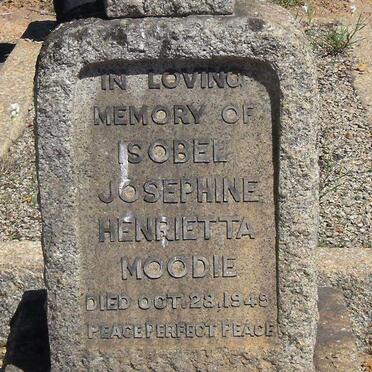 IN LOVING
MEMORY OF
ISOBEL
JOSEPHINE
HENRIETTA
MOODIE
DIED OCT. 28, 1949
PEACE PERFECT PEACE